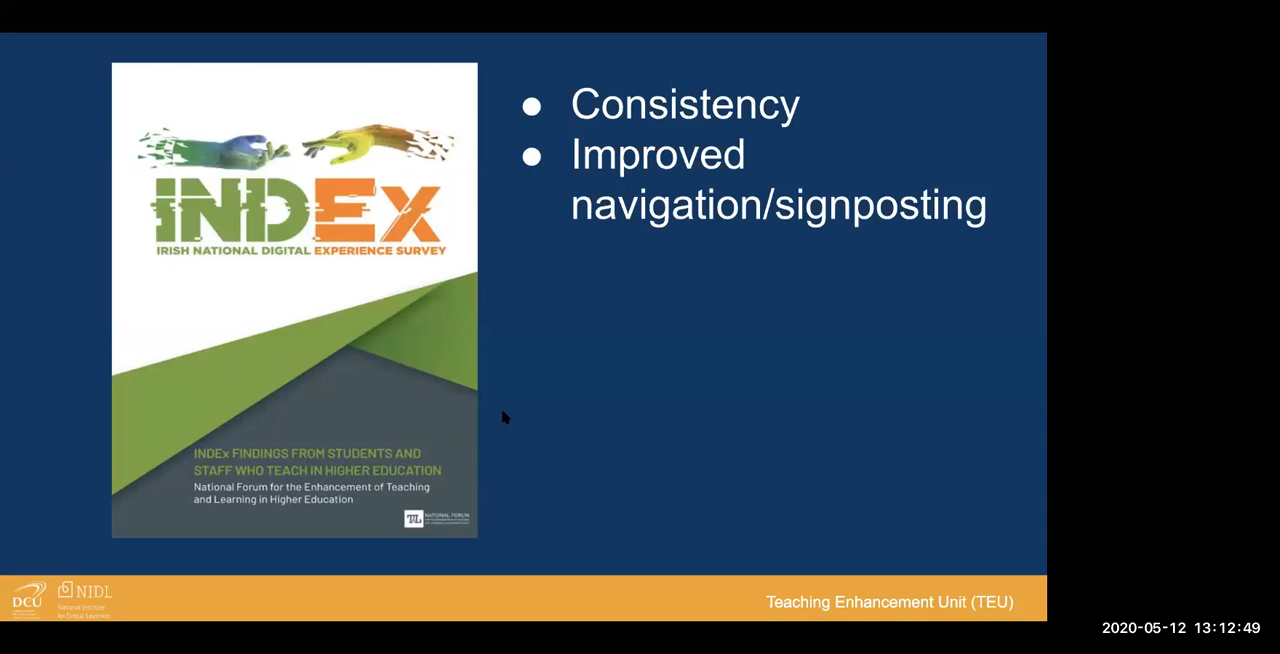 INDEx
IRISH NATIONAL DIGITAL EXPERIENCE SURVEY
INDEx FINDINGS FROM STUDENTS AND
STAFF WHO TEACH IN HIGHER EDUCATION
National Forum for the Enhancement of Teaching
and Learning in Higher Education
T&L NATIONAL FORUM
● Consistency
● Improved
navigation/signposting
DCU
NIDL
National Institute
for Digital Learning
Teaching Enhancement Unit (TEU)
2020-05-12 13:12:49